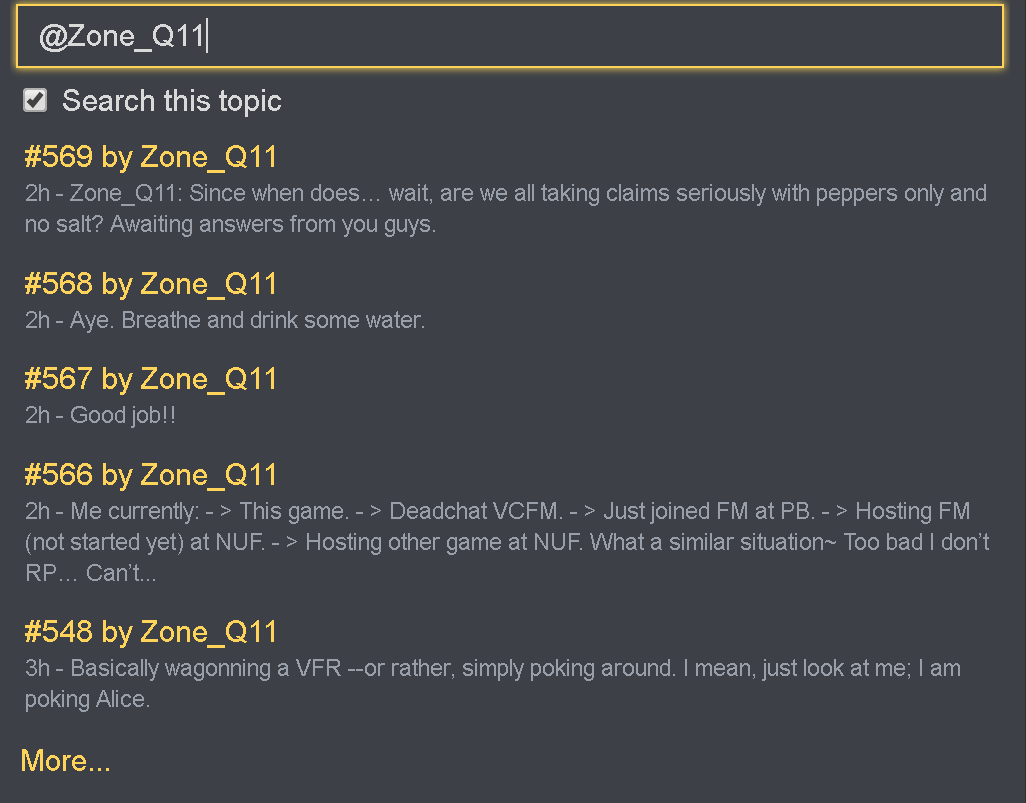 @Zone_Q11
Search this topic
#569 by Zone_Q11
2h - Zone_Q11: Since when does… wait, are we all taking claims seriously with peppers only and
no salt? Awaiting answers from you guys.
#568 by Zone_Q11
2h - Aye. Breathe and drink some water.
#567 by Zone_Q11
2h - Good job!!
#566 by Zone_Q11
2h - Me currently: - > This game. - > Deadchat VCFM. - > Just joined FM at PB. - > Hosting FM
(not started yet) at NUF. - > Hosting other game at NUF. What a similar situation~ Too bad I don’t
RP… Can’t...
#548 by Zone_Q11
3h - Basically wagonning a VFR --or rather, simply poking around. I mean, just look at me; I am
poking Alice.
More...